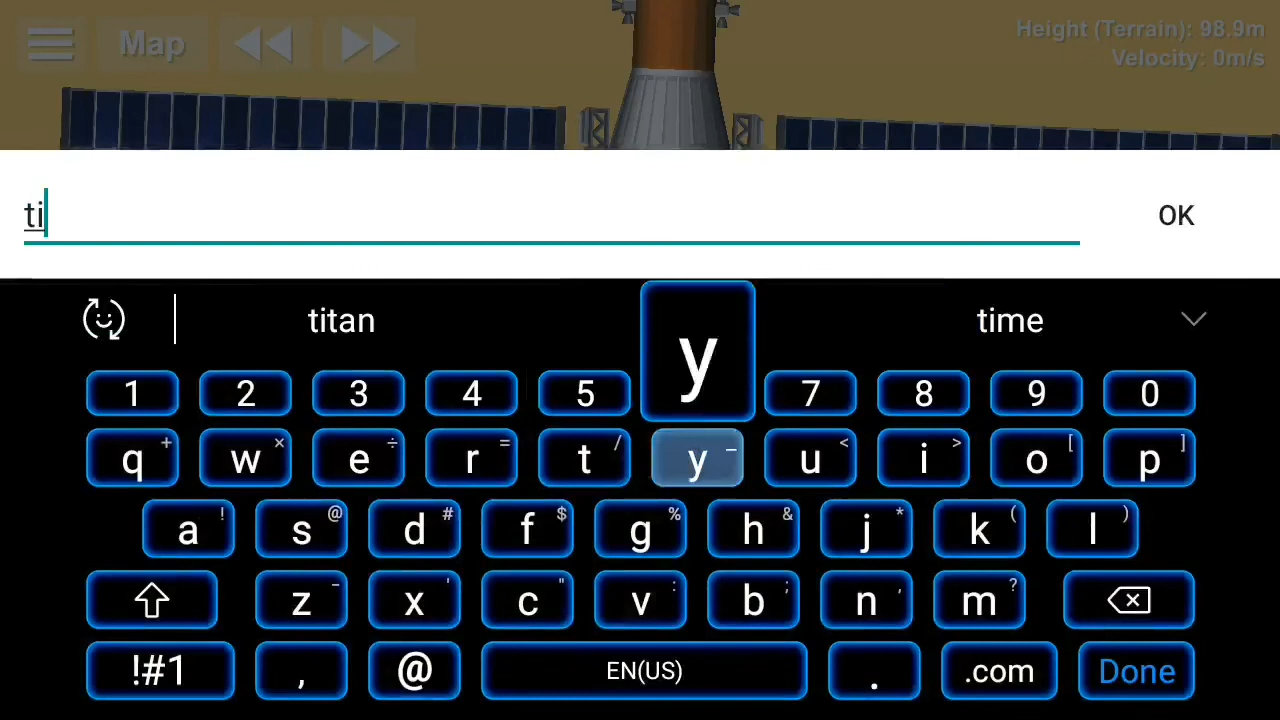 Map
Height (Terrain): 98.9m
Velocity: 0m/s
ti
OK
titan
time
y
1 2 3 4 5 7 8 9 0
q + w × e ÷ r = t / y _ u < i > o [ p ]
a ! s @ d # f $ g % h & j * k ( l )
z - x ' c " v : b ; n , m ?
!#1 , @ EN(US) . .com Done